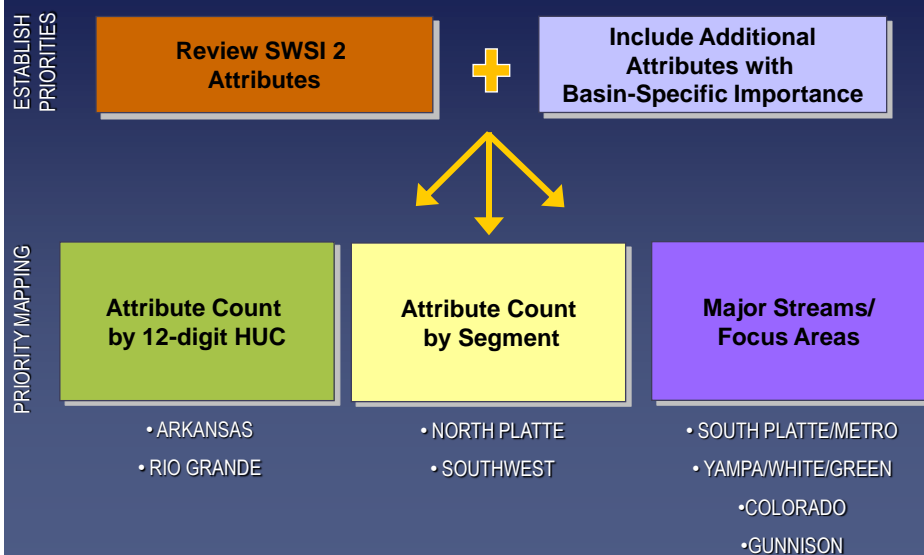 ESTABLISH
PRIORITIES
Review SWSI 2
Attributes
Include Additional
Attributes with
Basin-Specific Importance
PRIORITY MAPPING
Attribute Count
by 12-digit HUC
• ARKANSAS
• RIO GRANDE
Attribute Count
by Segment
• NORTH PLATTE
• SOUTHWEST
Major Streams/
Focus Areas
• SOUTH PLATTE/METRO
• YAMPA/WHITE/GREEN
•COLORADO
•GUNNISON